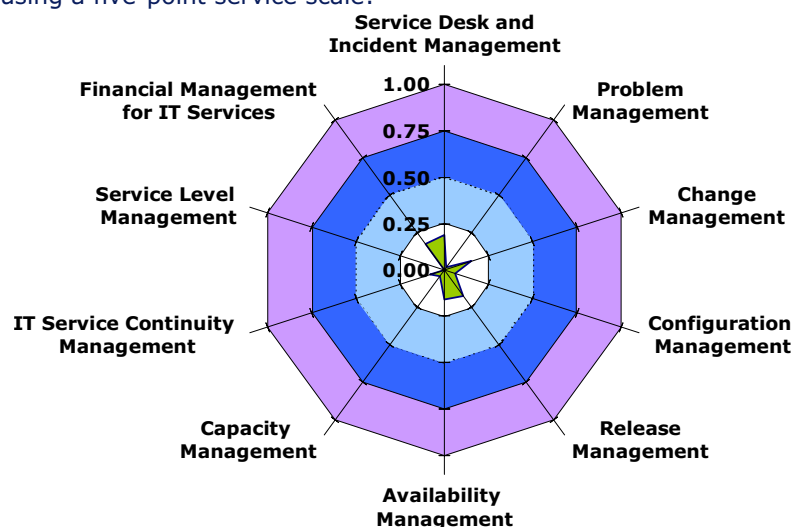 using a five-point service scale?
Service Desk and
Incident Management
Financial Management
for IT Services
1.00
Problem
Management
0.75
0.50
Service Level
Management
Change
Management
0.25
0.00
IT Service Continuity
Management
Configuration
Management
Capacity
Management
Release
Management
Availability
Management